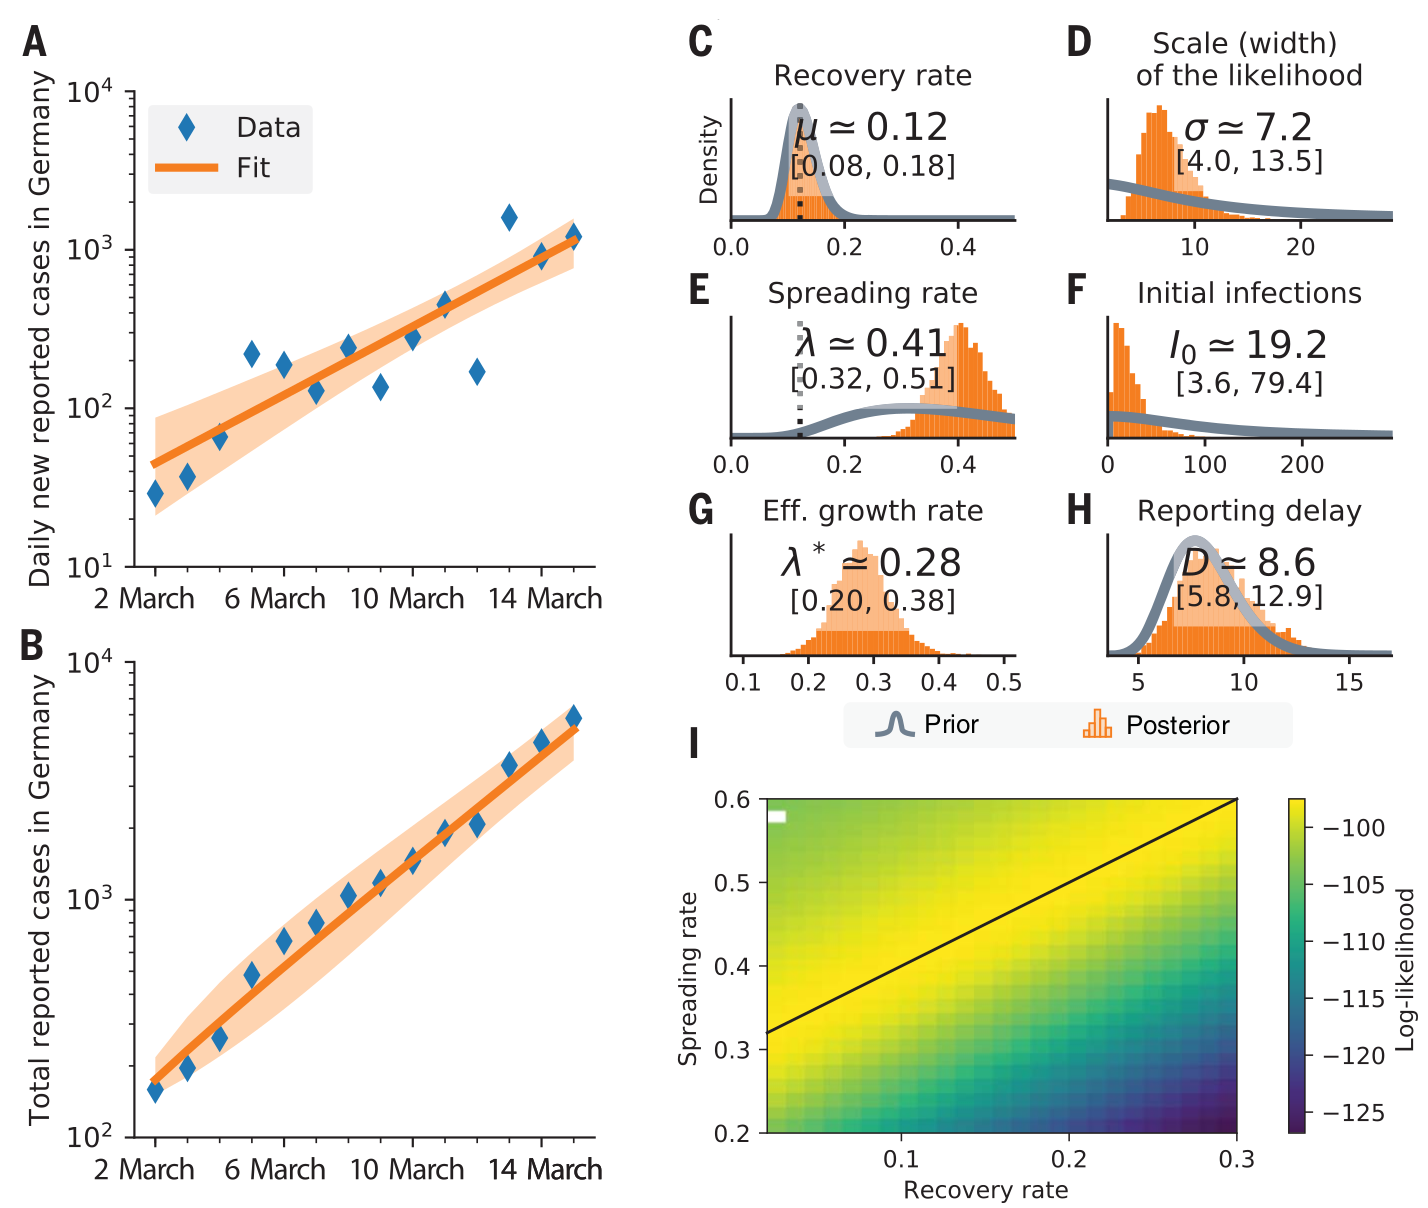 A
Daily new reported cases in Germany
10⁴
10³
10²
10¹
Data
Fit
2 March
6 March
10 March
14 March
B
Total reported cases in Germany
10⁴
10³
10²
2 March
6 March
10 March
14 March
C
Recovery rate
Density
μ ≃ 0.12
[0.08, 0.18]
0.0
0.2
0.4
D
Scale (width)
of the likelihood
σ ≃ 7.2
[4.0, 13.5]
10
20
E
Spreading rate
λ ≃ 0.41
[0.32, 0.51]
0.0
0.2
0.4
F
Initial infections
I₀ ≃ 19.2
[3.6, 79.4]
0
100
200
G
Eff. growth rate
λ* ≃ 0.28
[0.20, 0.38]
0.1
0.2
0.3
0.4
0.5
H
Reporting delay
D ≃ 8.6
[5.8, 12.9]
5
10
15
Prior
Posterior
I
Spreading rate
0.6
0.5
0.4
0.3
0.2
0.1
0.2
0.3
Recovery rate
−100
−105
−110
−115
−120
−125
Log-likelihood